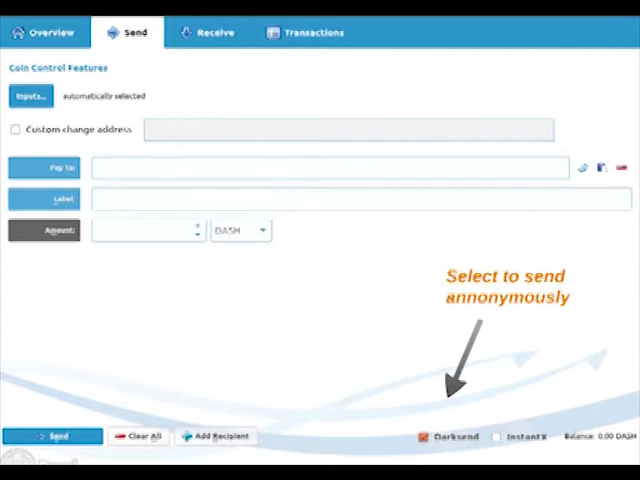 Overview Send Receive Transactions
Coin Control Features
Inputs... automatically selected
Custom change address
Pay To:
Label:
Amount: DASH
Select to send
annonymously
Send Clear All Add Recipient Darksend InstantX Balance: 0.00 DASH